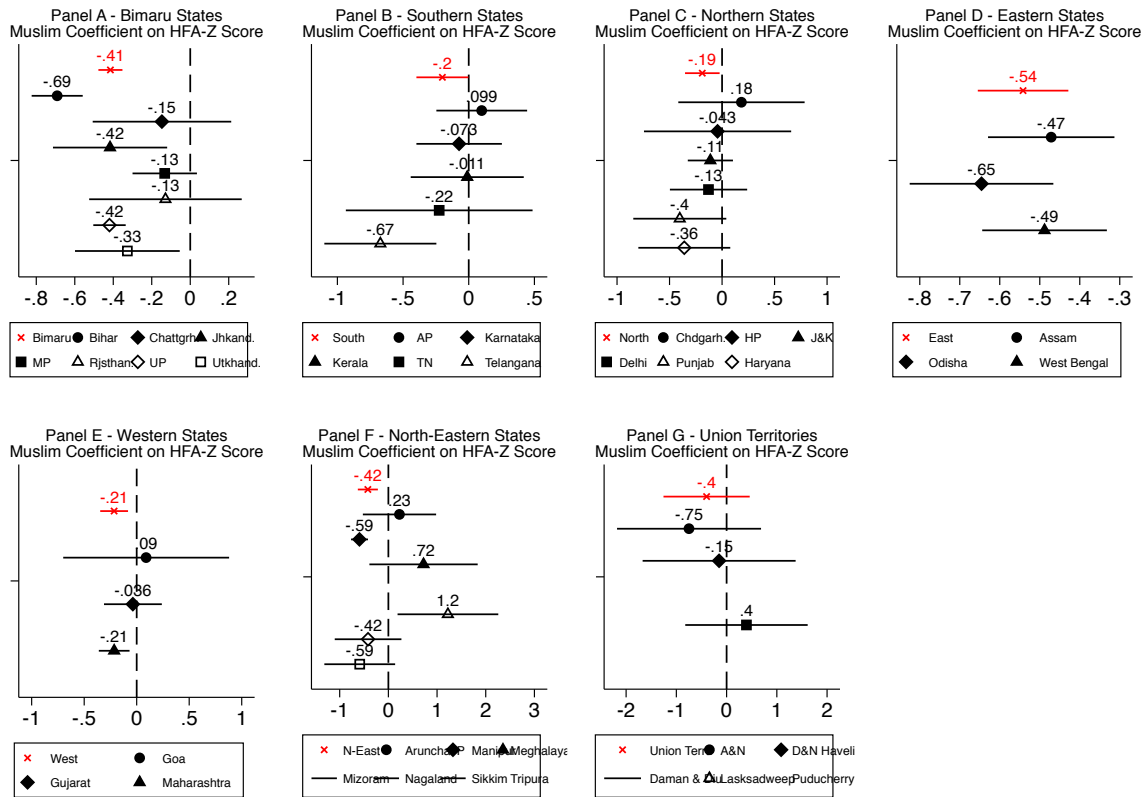 Panel A - Bimaru States
Muslim Coefficient on HFA-Z Score
-.41
-.69
-.15
-.42
-.13
-.13
-.42
-.33
-.8 -.6 -.4 -.2 0 .2
Bimaru Bihar Chattgrh Jhkand.
MP Rjsthan. UP Utkhand.
Panel B - Southern States
Muslim Coefficient on HFA-Z Score
-.2
.099
-.073
-.011
-.22
-.67
-1 -.5 0 .5
South AP Karnataka
Kerala TN Telangana
Panel C - Northern States
Muslim Coefficient on HFA-Z Score
-.19
.18
-.043
-.11
-.13
-.4
-.36
-1 -.5 0 .5 1
North Chdgarh. HP J&K
Delhi Punjab Haryana
Panel D - Eastern States
Muslim Coefficient on HFA-Z Score
-.54
-.47
-.65
-.49
-.8 -.7 -.6 -.5 -.4 -.3
East Assam
Odisha West Bengal
Panel E - Western States
Muslim Coefficient on HFA-Z Score
-.21
.09
-.036
-.21
-1 -.5 0 .5 1
West Goa
Gujarat Maharashtra
Panel F - North-Eastern States
Muslim Coefficient on HFA-Z Score
-.42
.23
-.59
.72
1.2
-.42
-.59
-1 0 1 2 3
N-East Manipur Meghalaya
Mizoram Nagaland Sikkim Tripura
Panel G - Union Territories
Muslim Coefficient on HFA-Z Score
-.4
-.75
-.15
.4
-2 -1 0 1 2
Union Terr A&N D&N Haveli
Daman & Diu Lasksadweep Puducherry